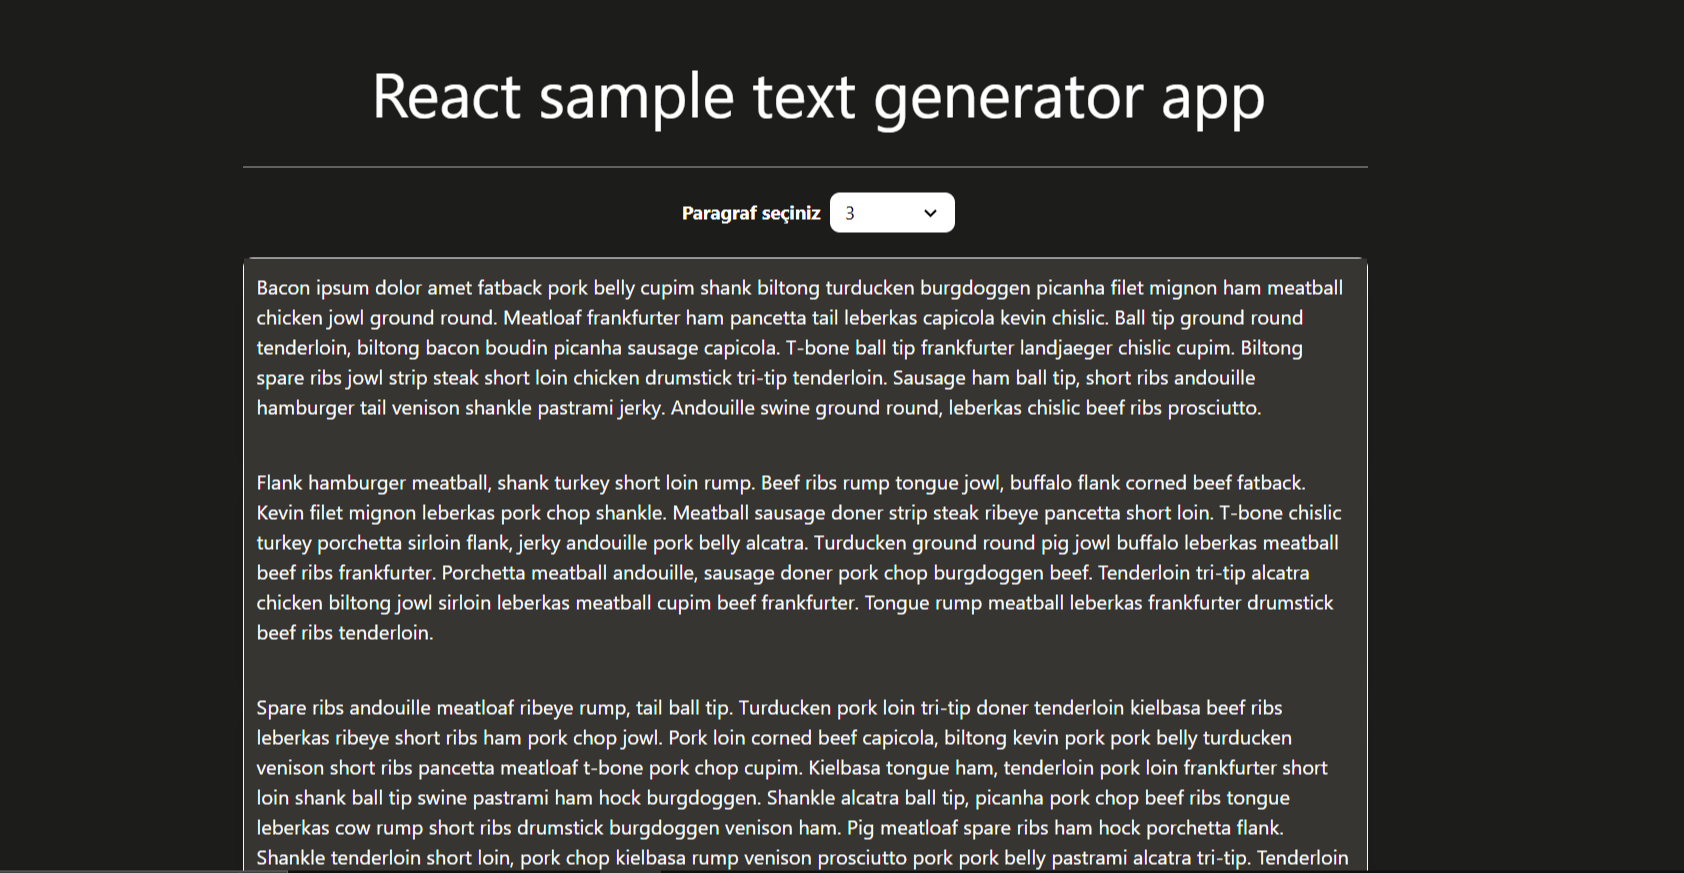 React sample text generator app
Paragraf seçiniz 3
Bacon ipsum dolor amet fatback pork belly cupim shank biltong turducken burgdoggen picanha filet mignon ham meatball
chicken jowl ground round. Meatloaf frankfurter ham pancetta tail leberkas capicola kevin chislic. Ball tip ground round
tenderloin, biltong bacon boudin picanha sausage capicola. T-bone ball tip frankfurter landjaeger chislic cupim. Biltong
spare ribs jowl strip steak short loin chicken drumstick tri-tip tenderloin. Sausage ham ball tip, short ribs andouille
hamburger tail venison shankle pastrami jerky. Andouille swine ground round, leberkas chislic beef ribs prosciutto.
Flank hamburger meatball, shank turkey short loin rump. Beef ribs rump tongue jowl, buffalo flank corned beef fatback.
Kevin filet mignon leberkas pork chop shankle. Meatball sausage doner strip steak ribeye pancetta short loin. T-bone chislic
turkey porchetta sirloin flank, jerky andouille pork belly alcatra. Turducken ground round pig jowl buffalo leberkas meatball
beef ribs frankfurter. Porchetta meatball andouille, sausage doner pork chop burgdoggen beef. Tenderloin tri-tip alcatra
chicken biltong jowl sirloin leberkas meatball cupim beef frankfurter. Tongue rump meatball leberkas frankfurter drumstick
beef ribs tenderloin.
Spare ribs andouille meatloaf ribeye rump, tail ball tip. Turducken pork loin tri-tip doner tenderloin kielbasa beef ribs
leberkas ribeye short ribs ham pork chop jowl. Pork loin corned beef capicola, biltong kevin pork pork belly turducken
venison short ribs pancetta meatloaf t-bone pork chop cupim. Kielbasa tongue ham, tenderloin pork loin frankfurter short
loin shank ball tip swine pastrami ham hock burgdoggen. Shankle alcatra ball tip, picanha pork chop beef ribs tongue
leberkas cow rump short ribs drumstick burgdoggen venison ham. Pig meatloaf spare ribs ham hock porchetta flank.
Shankle tenderloin short loin, pork chop kielbasa rump venison prosciutto pork pork belly pastrami alcatra tri-tip. Tenderloin